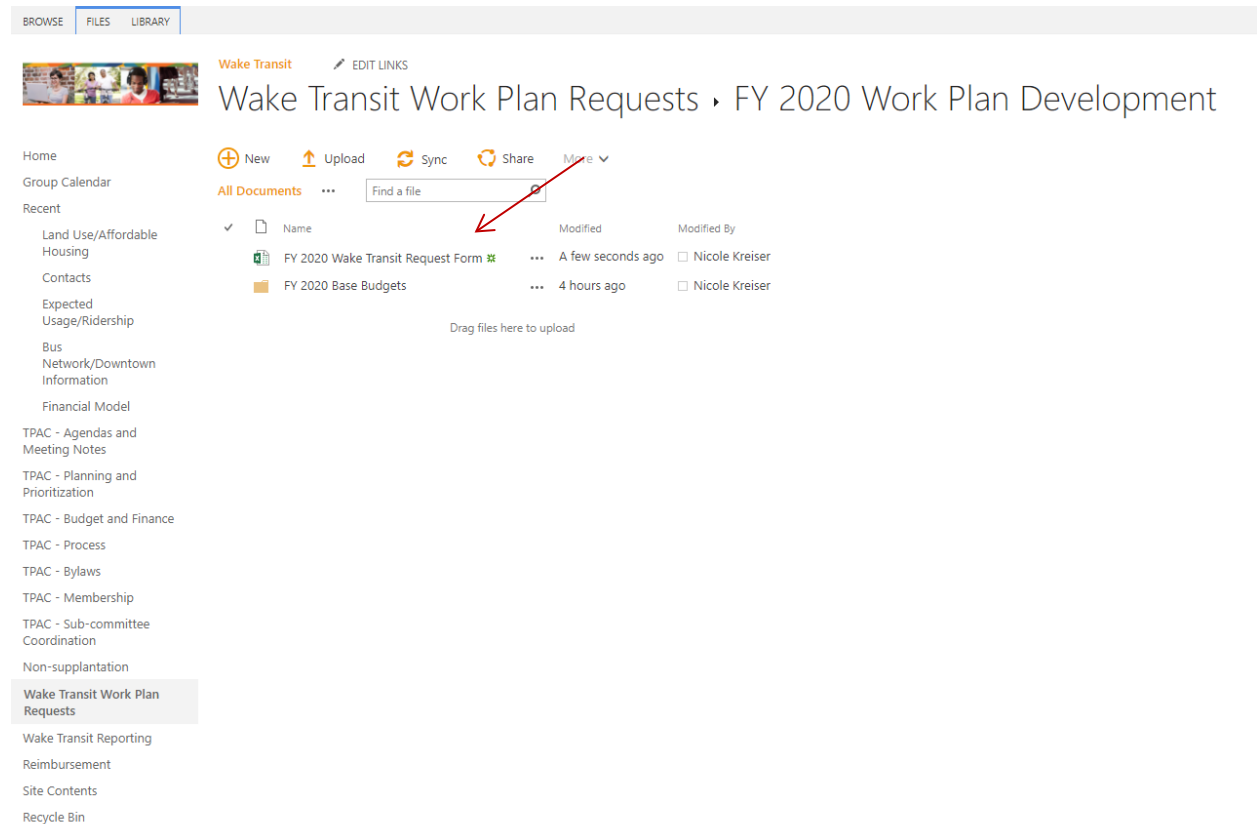 BROWSE FILES LIBRARY
Wake Transit EDIT LINKS
Wake Transit Work Plan Requests ▸ FY 2020 Work Plan Development
Home
Group Calendar
Recent
Land Use/Affordable
Housing
Contacts
Expected
Usage/Ridership
Bus
Network/Downtown
Information
Financial Model
TPAC - Agendas and
Meeting Notes
TPAC - Planning and
Prioritization
TPAC - Budget and Finance
TPAC - Process
TPAC - Bylaws
TPAC - Membership
TPAC - Sub-committee
Coordination
Non-supplantation
Wake Transit Work Plan
Requests
Wake Transit Reporting
Reimbursement
Site Contents
Recycle Bin
New Upload Sync Share More
All Documents ••• Find a file
Name Modified Modified By
FY 2020 Wake Transit Request Form ••• A few seconds ago Nicole Kreiser
FY 2020 Base Budgets ••• 4 hours ago Nicole Kreiser
Drag files here to upload